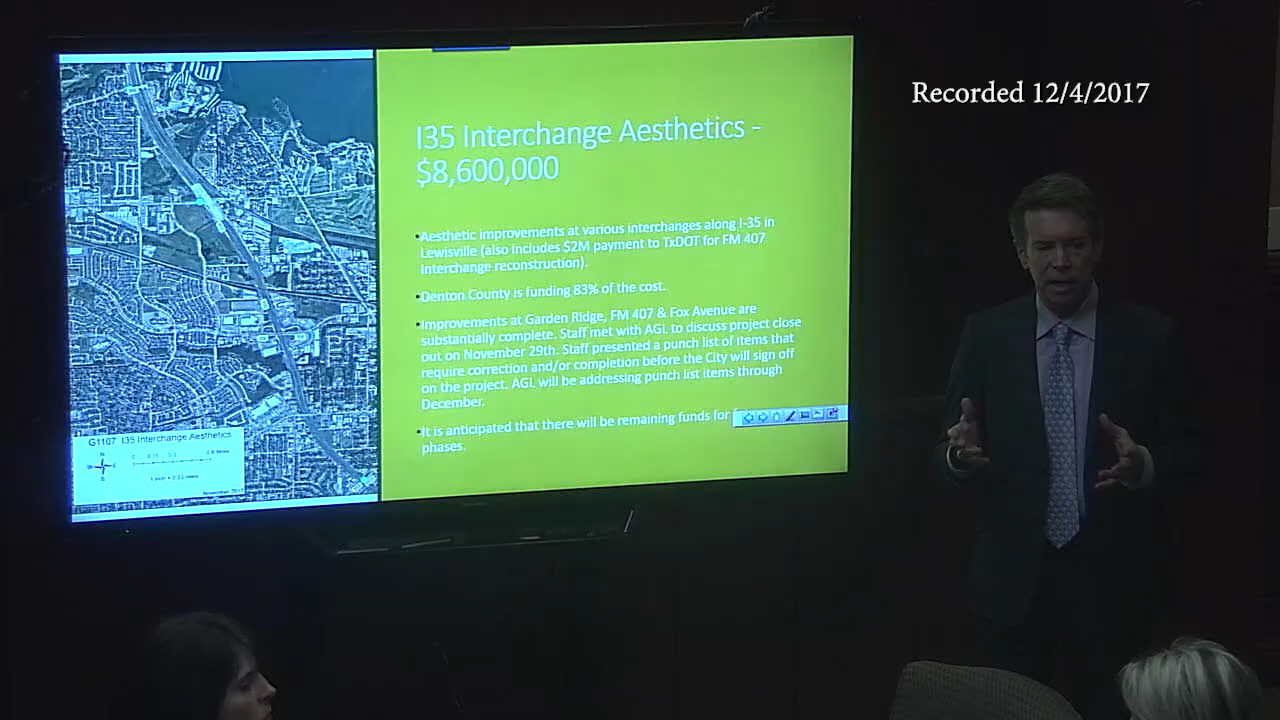 Recorded 12/4/2017
I35 Interchange Aesthetics -
$8,600,000
•Aesthetic improvements at various interchanges along I-35 in
Lewisville (also includes $2M payment to TxDOT for FM 407
interchange reconstruction).
•Denton County is funding 83% of the cost.
•Improvements at Garden Ridge, FM 407 & Fox Avenue are
substantially complete. Staff met with AGL to discuss project close
out on November 29th. Staff presented a punch list of items that
require correction and/or completion before the City will sign off
on the project. AGL will be addressing punch list items through
December.
•It is anticipated that there will be remaining funds for
phases.
G1107 I35 Interchange Aesthetics
N
W E
S